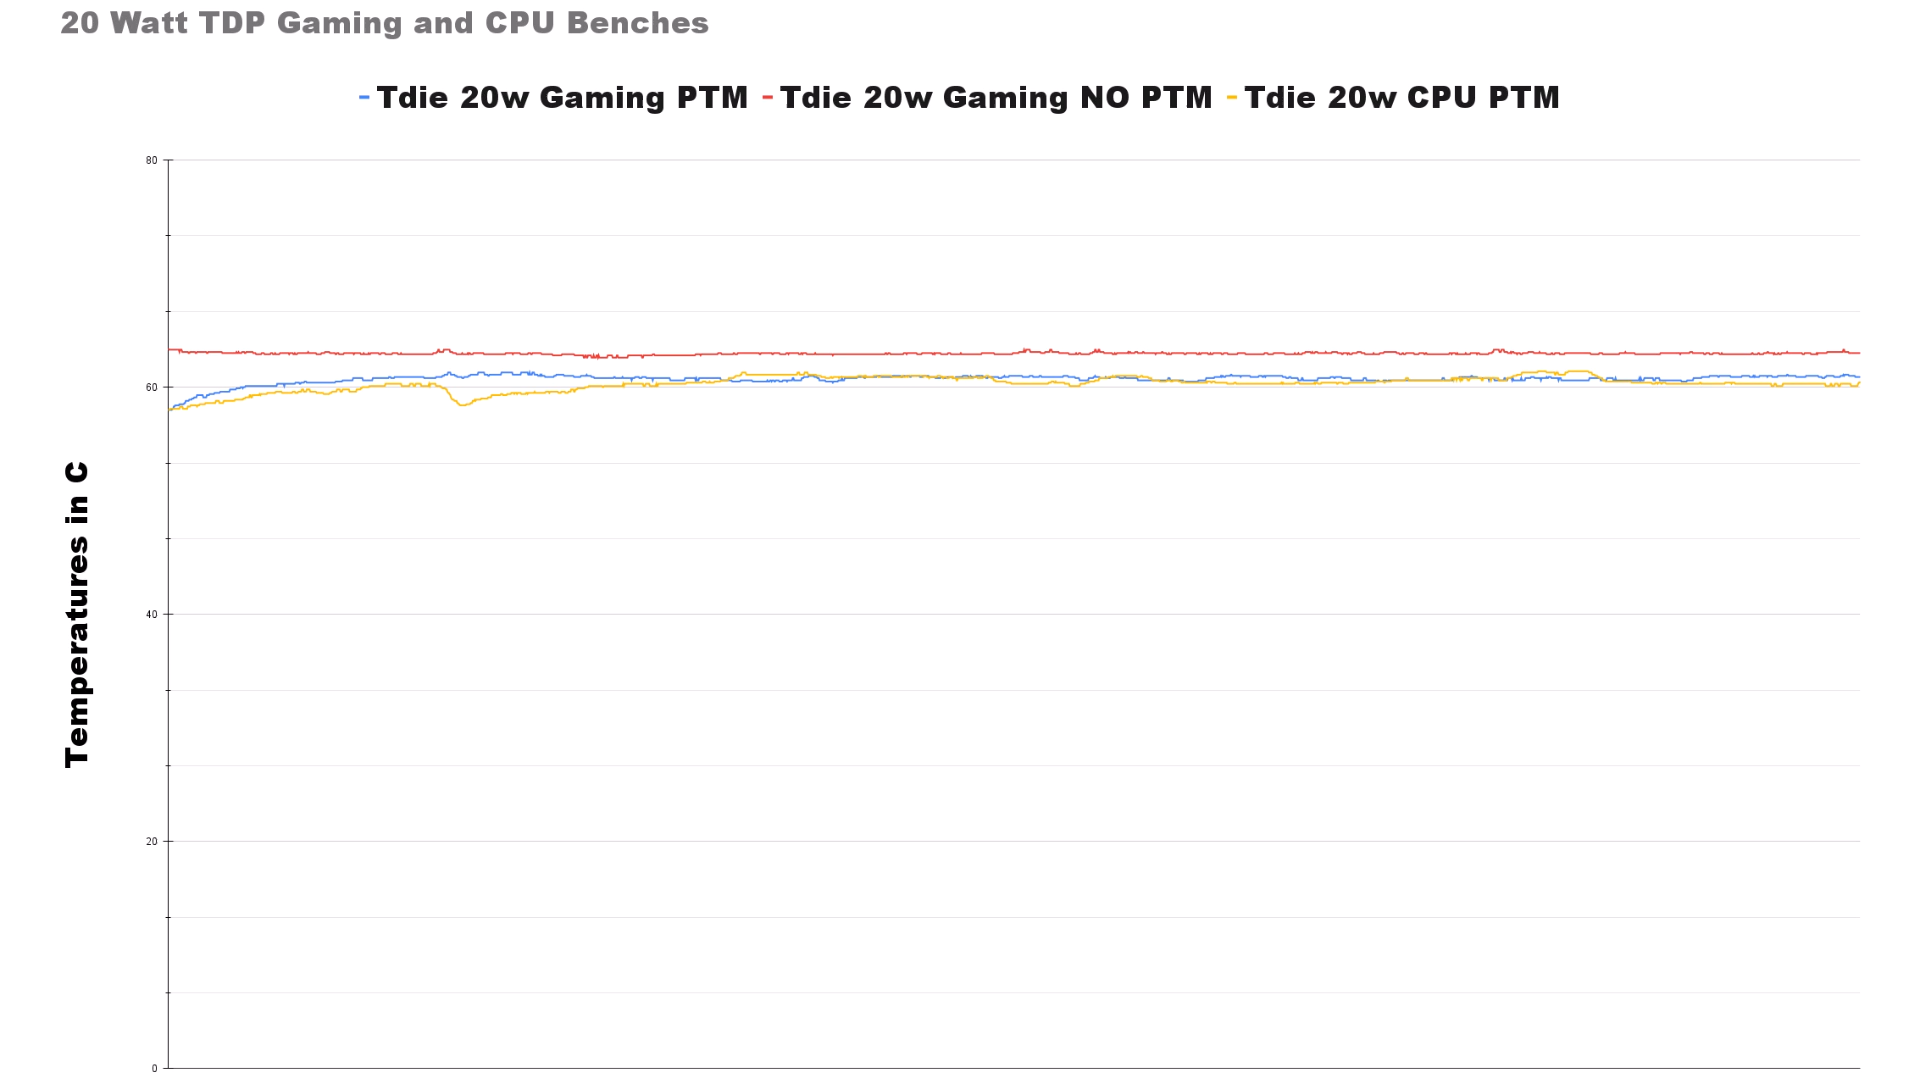 20 Watt TDP Gaming and CPU Benches
Tdie 20w Gaming PTM Tdie 20w Gaming NO PTM Tdie 20w CPU PTM
80
60
40
20
0
Temperatures in C